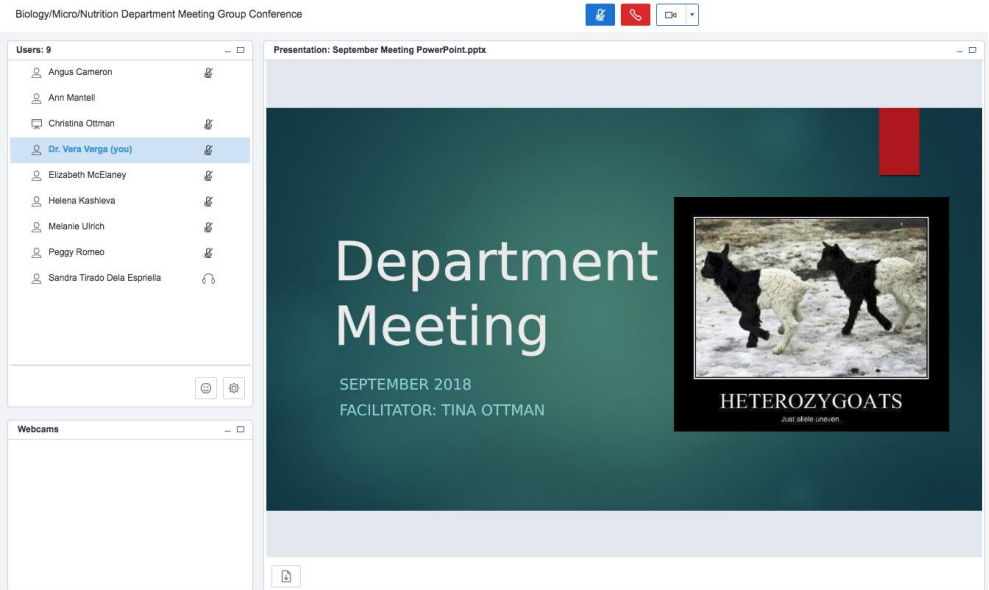 Biology/Micro/Nutrition Department Meeting Group Conference
Users: 9
Angus Cameron
Ann Mantell
Christina Ottman
Dr. Vera Verga (you)
Elizabeth McElaney
Helena Kashleva
Melanie Ulrich
Peggy Romeo
Sandra Tirado Dela Espriella
Webcams
Presentation: September Meeting PowerPoint.pptx
Department
Meeting
SEPTEMBER 2018
FACILITATOR: TINA OTTMAN
HETEROZYGOATS
Just allele uneven.